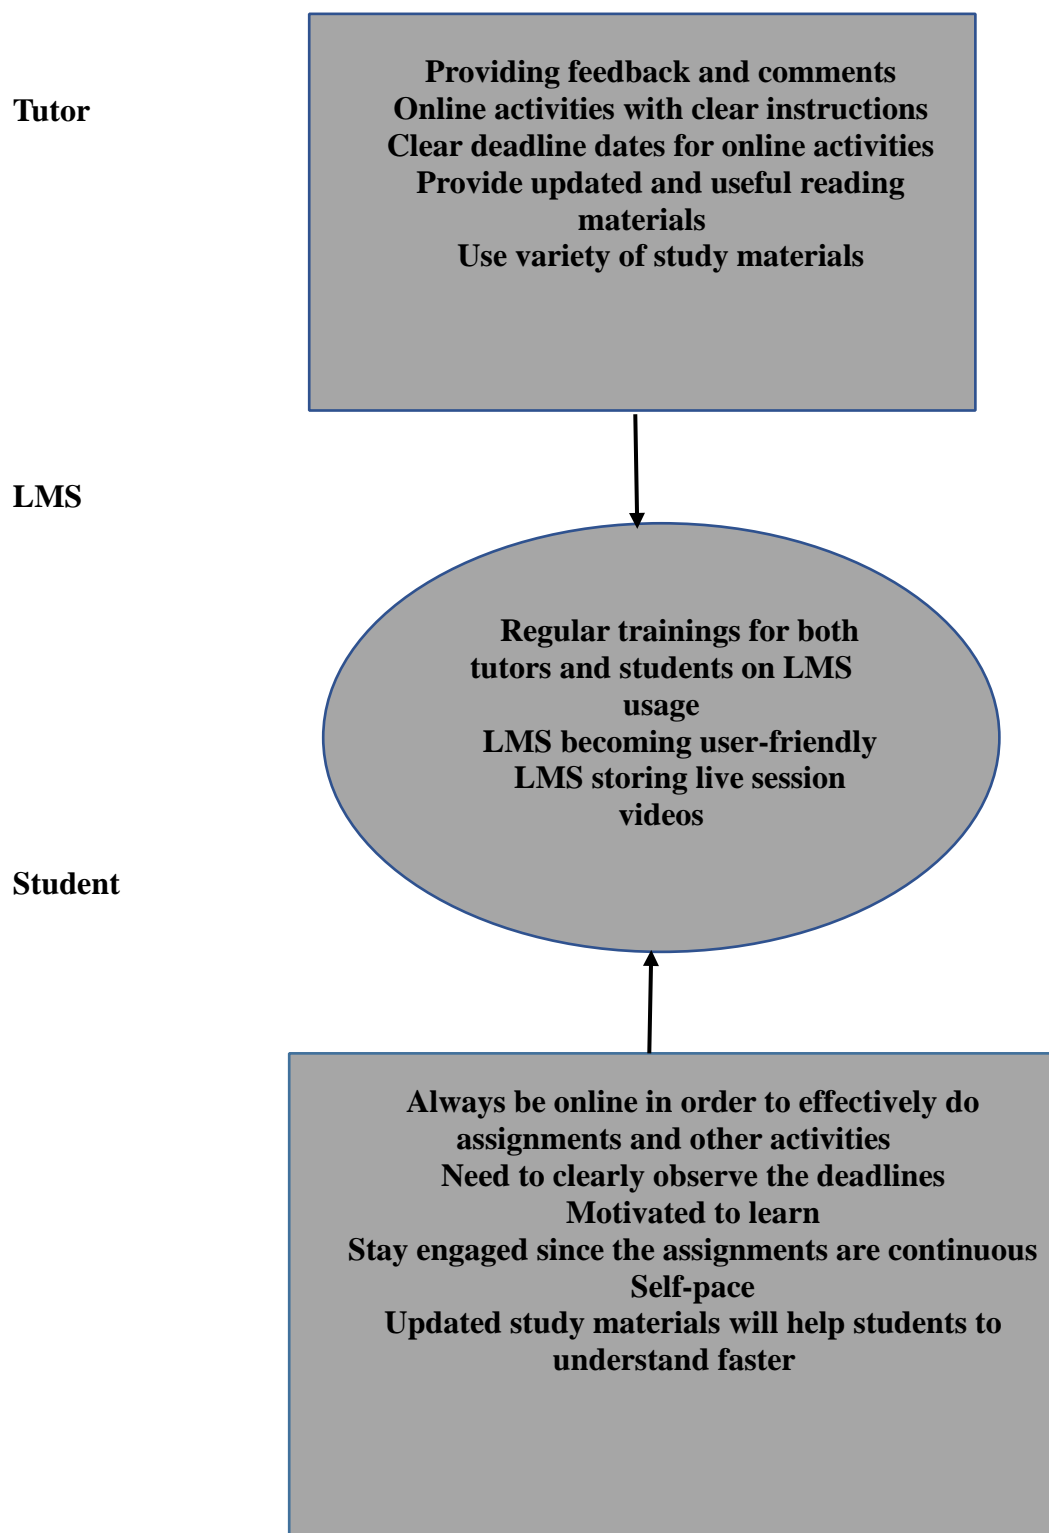 Tutor
Providing feedback and comments
Online activities with clear instructions
Clear deadline dates for online activities
Provide updated and useful reading
materials
Use variety of study materials
LMS
Regular trainings for both
tutors and students on LMS
usage
LMS becoming user-friendly
LMS storing live session
videos
Student
Always be online in order to effectively do
assignments and other activities
Need to clearly observe the deadlines
Motivated to learn
Stay engaged since the assignments are continuous
Self-pace
Updated study materials will help students to
understand faster